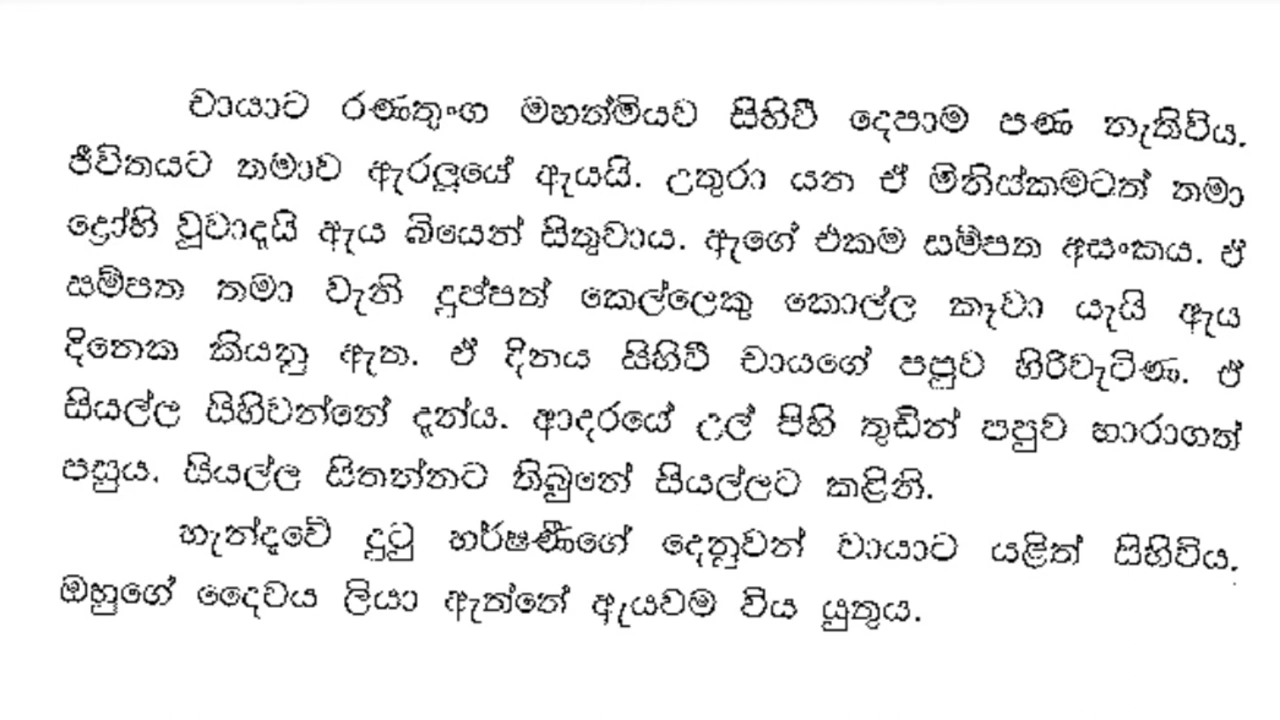 චායාට රණතුංග මහත්මියව සිහිවී දෙපාම පණ නැතිවිය.
ජීවිතයට තමාව ඇරලූයේ ඇයයි. උතුරා යන ඒ මිනිස්කමටත් තමා
ද්‍රෝහි වූවාදැයි ඇය බියෙන් සිතුවාය. ඇගේ එකම සම්පත අසංකය. ඒ
සම්පත තමා වැනි දුප්පත් කෙල්ලෙකු කොල්ල කෑවා යැයි ඇය
දිනෙක කියනු ඇත. ඒ දිනය සිහිවී චායගේ පපුව හිරිවැටිණ. ඒ
සියල්ල සිහිවන්නේ දැන්ය. ආදරයේ උල් පිහි තුඩින් පපුව හාරාගත්
පසුය. සියල්ල සිතන්නට තිබුනේ සියල්ලට කළිනි.
හැන්දෑවේ දුටු හර්ෂණීගේ දෙනුවන් චායාට යළිත් සිහිවිය.
ඔහුගේ දෛවය ලියා ඇත්තේ ඇයවම විය යුතුය.